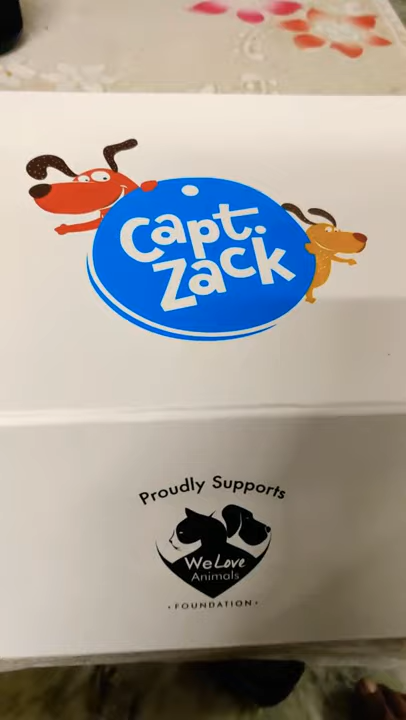 Capt.
Zack
Proudly Supports
We Love
Animals
• FOUNDATION •